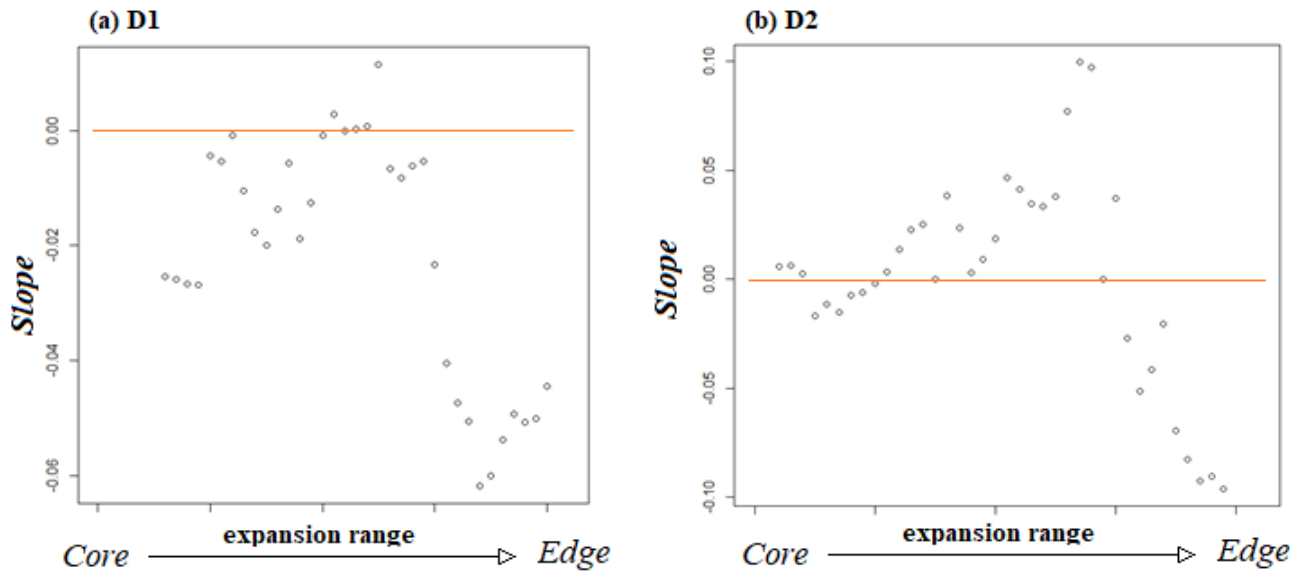 (a) D1
Slope
0.00
-0.02
-0.04
-0.06
expansion range
Core
Edge
(b) D2
Slope
0.10
0.05
0.00
-0.05
-0.10
expansion range
Core
Edge